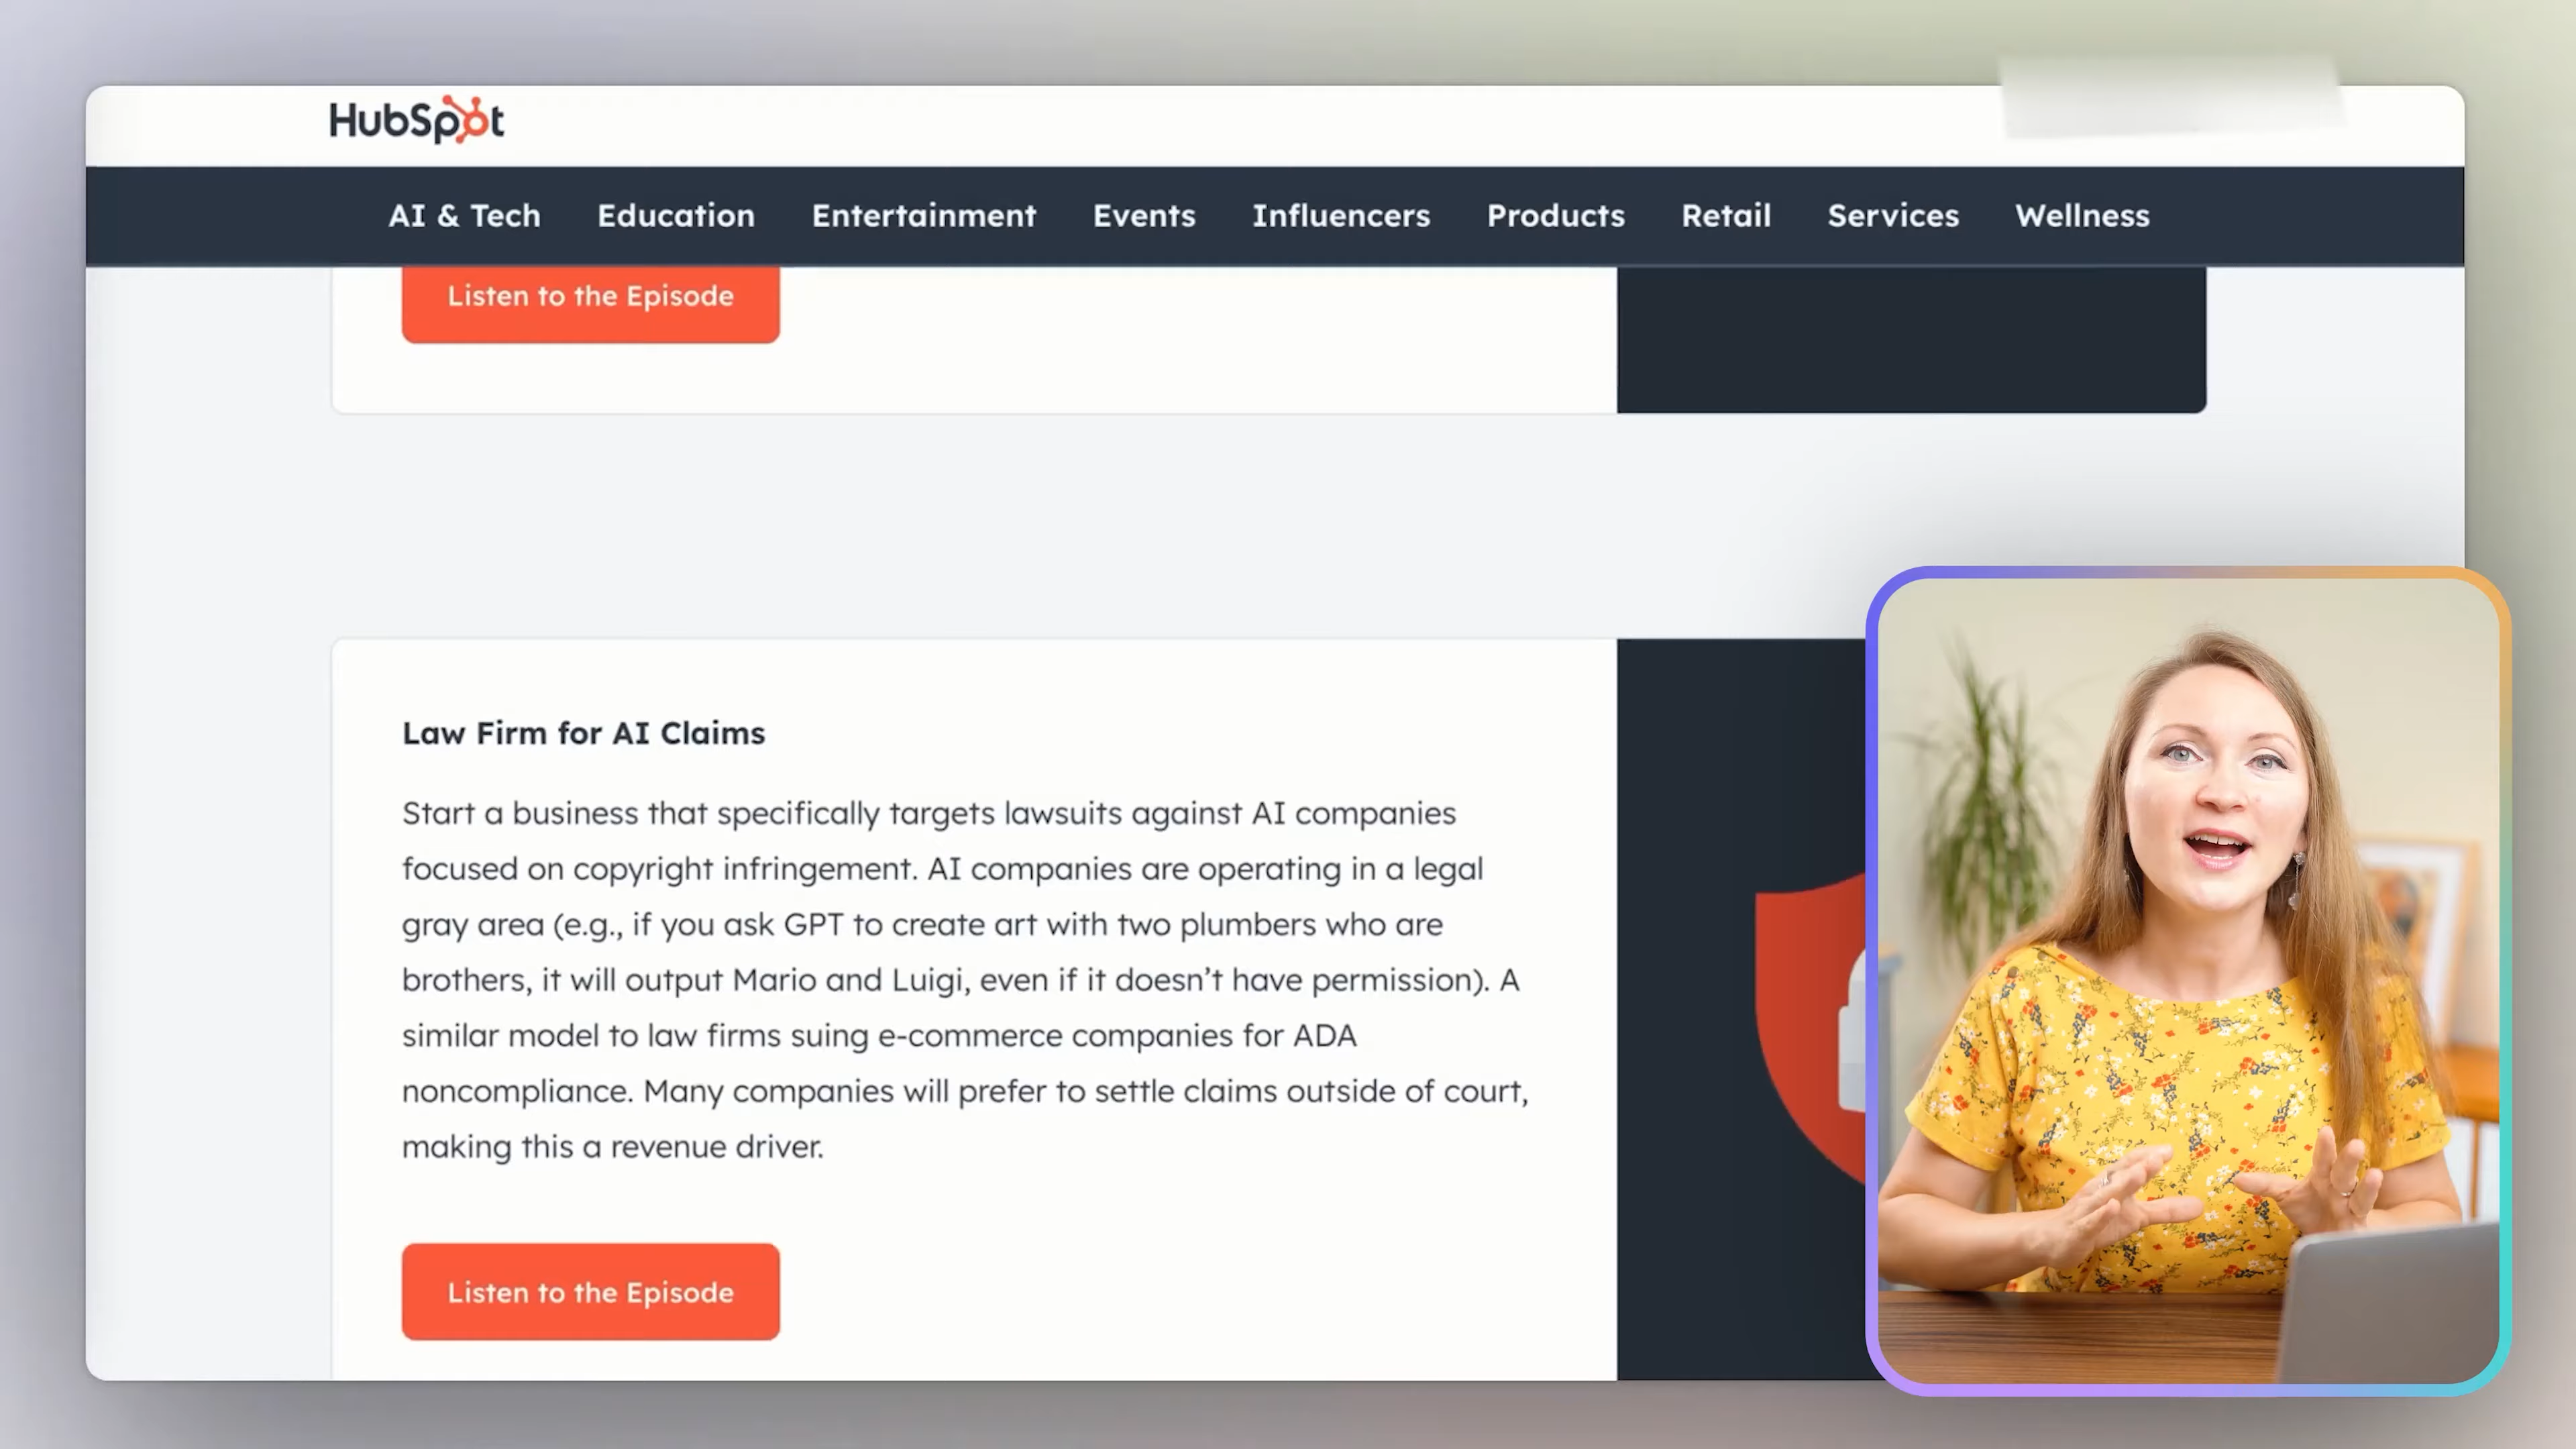 HubSpot
AI & Tech Education Entertainment Events Influencers Products Retail Services Wellness
Listen to the Episode
Law Firm for AI Claims
Start a business that specifically targets lawsuits against AI companies
focused on copyright infringement. AI companies are operating in a legal
gray area (e.g., if you ask GPT to create art with two plumbers who are
brothers, it will output Mario and Luigi, even if it doesn’t have permission). A
similar model to law firms suing e-commerce companies for ADA
noncompliance. Many companies will prefer to settle claims outside of court,
making this a revenue driver.
Listen to the Episode